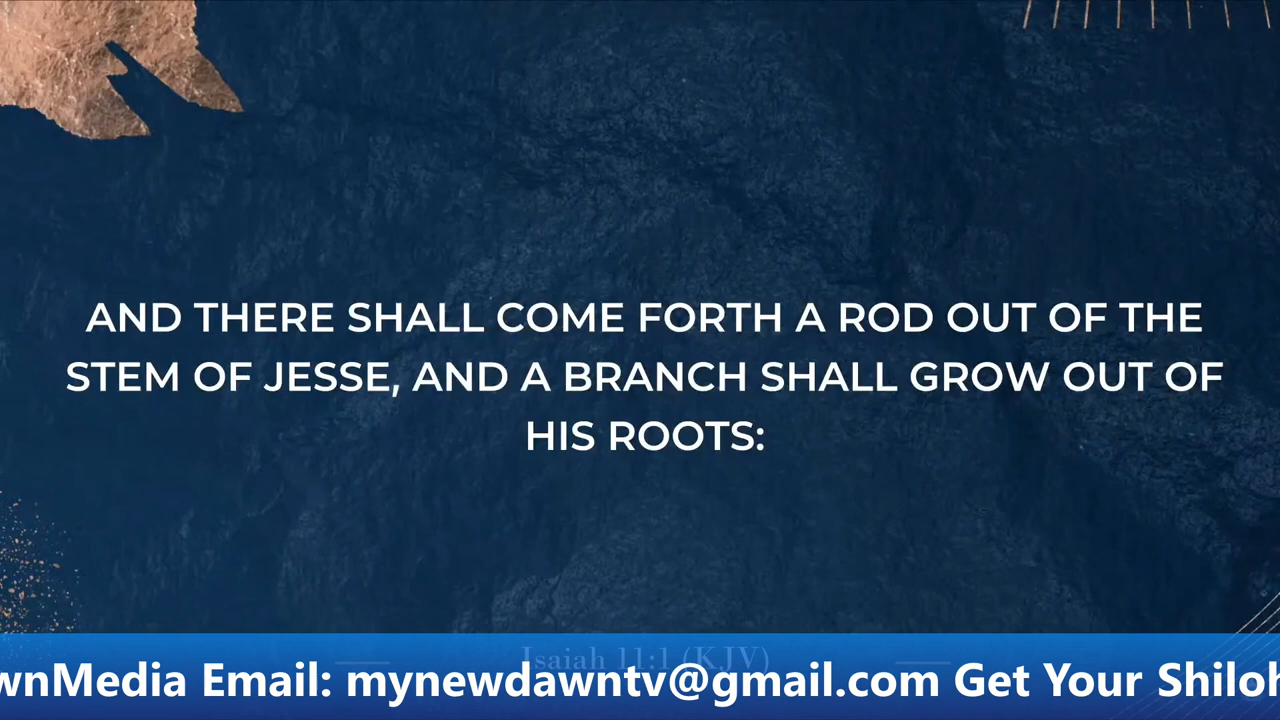 AND THERE SHALL COME FORTH A ROD OUT OF THE
STEM OF JESSE, AND A BRANCH SHALL GROW OUT OF
HIS ROOTS:
Isaiah 11:1 (KJV)
wnMedia Email: mynewdawntv@gmail.com Get Your Shiloh